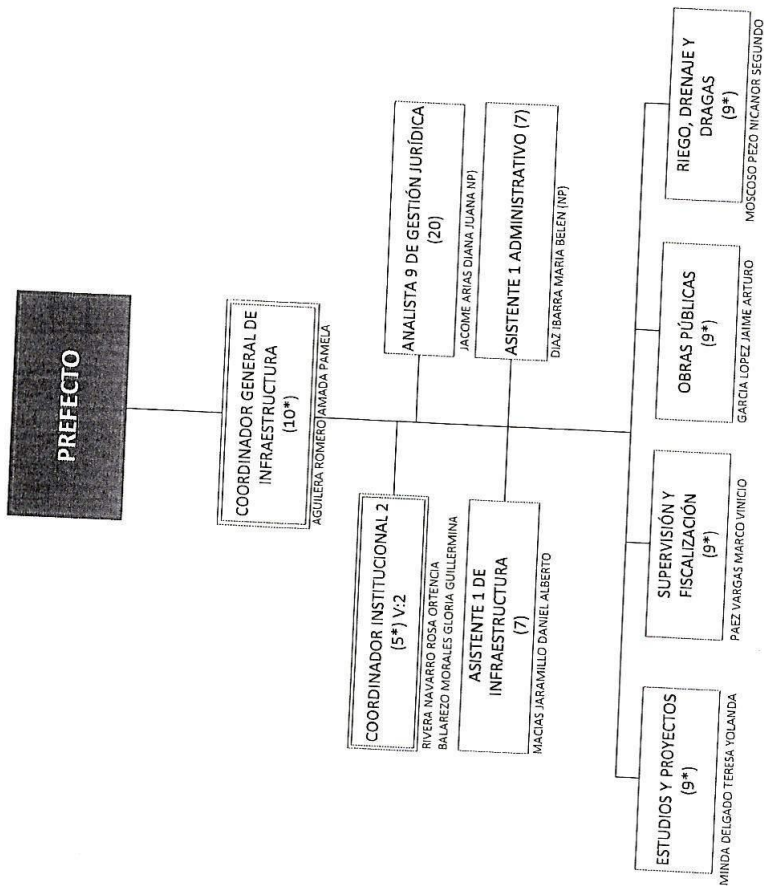 PREFECTO
COORDINADOR GENERAL DE
INFRAESTRUCTURA
(10*)
AGUILERA ROMERO AMADA PAMELA
COORDINADOR INSTITUCIONAL 2
(5*) V:2
RIVERA NAVARRO ROSA ORTENCIA
BALAREZO MORALES GLORIA GUILLERMINA
ANALISTA 9 DE GESTIÓN JURÍDICA
(20)
JACOME ARIAS DIANA JUANA NP)
ASISTENTE 1 DE
INFRAESTRUCTURA
(7)
MACIAS JARAMILLO DANIEL ALBERTO
ASISTENTE 1 ADMINISTRATIVO (7)
DIAZ IBARRA MARIA BELEN (NP)
ESTUDIOS Y PROYECTOS
(9*)
MINDA DELGADO TERESA YOLANDA
SUPERVISIÓN Y
FISCALIZACIÓN
(9*)
PAEZ VARGAS MARCO VINICIO
OBRAS PÚBLICAS
(9*)
GARCIA LOPEZ JAIME ARTURO
RIEGO, DRENAJE Y
DRAGAS
(9*)
MOSCOSO PEZO NICANOR SEGUNDO